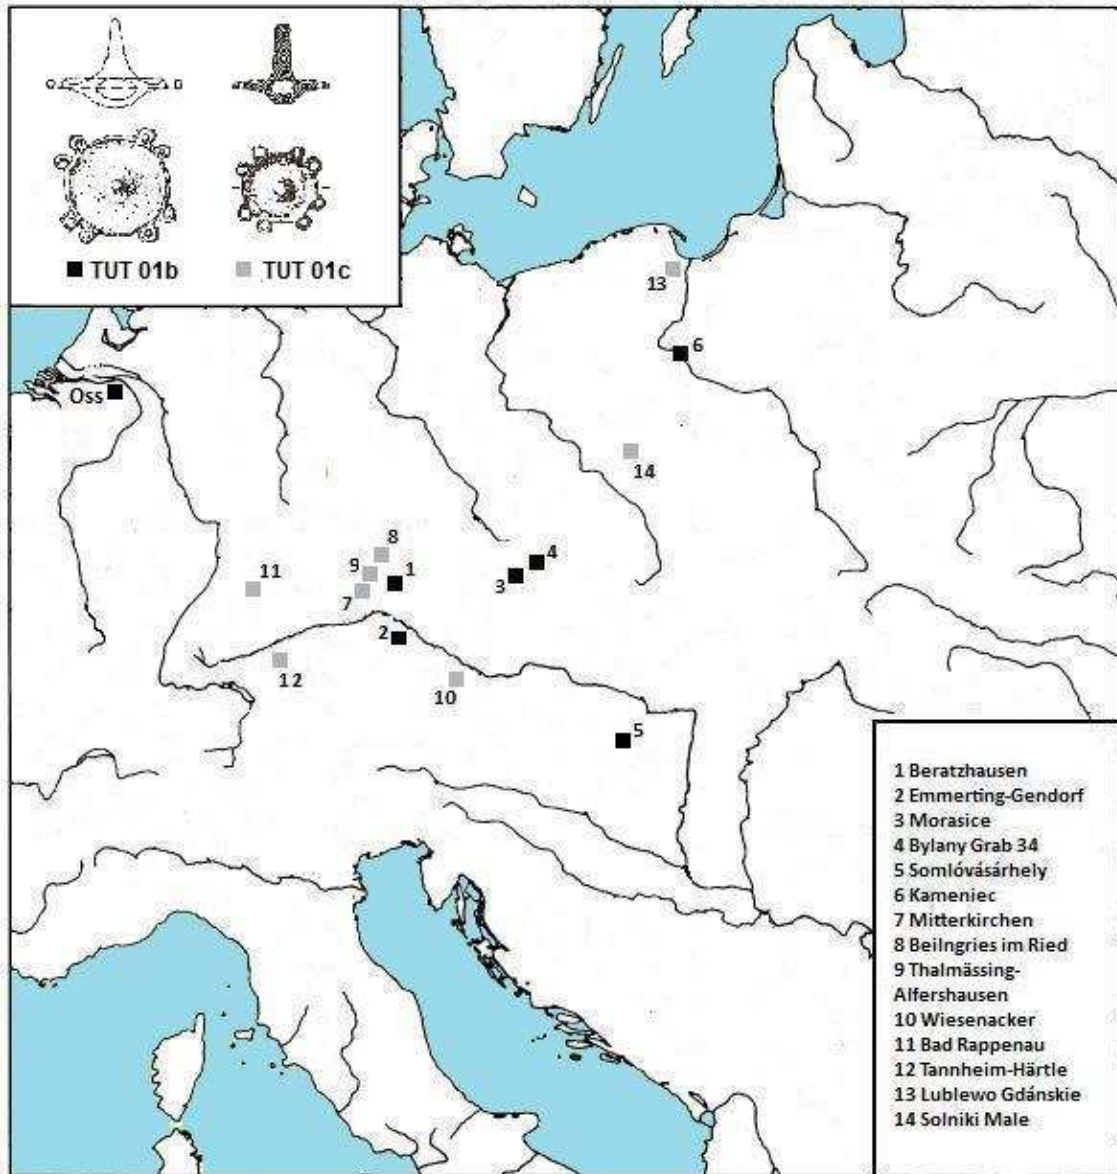 TUT 01b TUT 01c
13
6
Oss
14
8
4
11
9
1
3
7
2
12
10
5
1 Beratzhausen
2 Emmerting-Gendorf
3 Morasice
4 Bylany Grab 34
5 Somlóvásárhely
6 Kameniec
7 Mitterkirchen
8 Beilngries im Ried
9 Thalmässing-
Alfershausen
10 Wiesenacker
11 Bad Rappenau
12 Tannheim-Härtle
13 Lublewo Gdánskie
14 Solniki Male